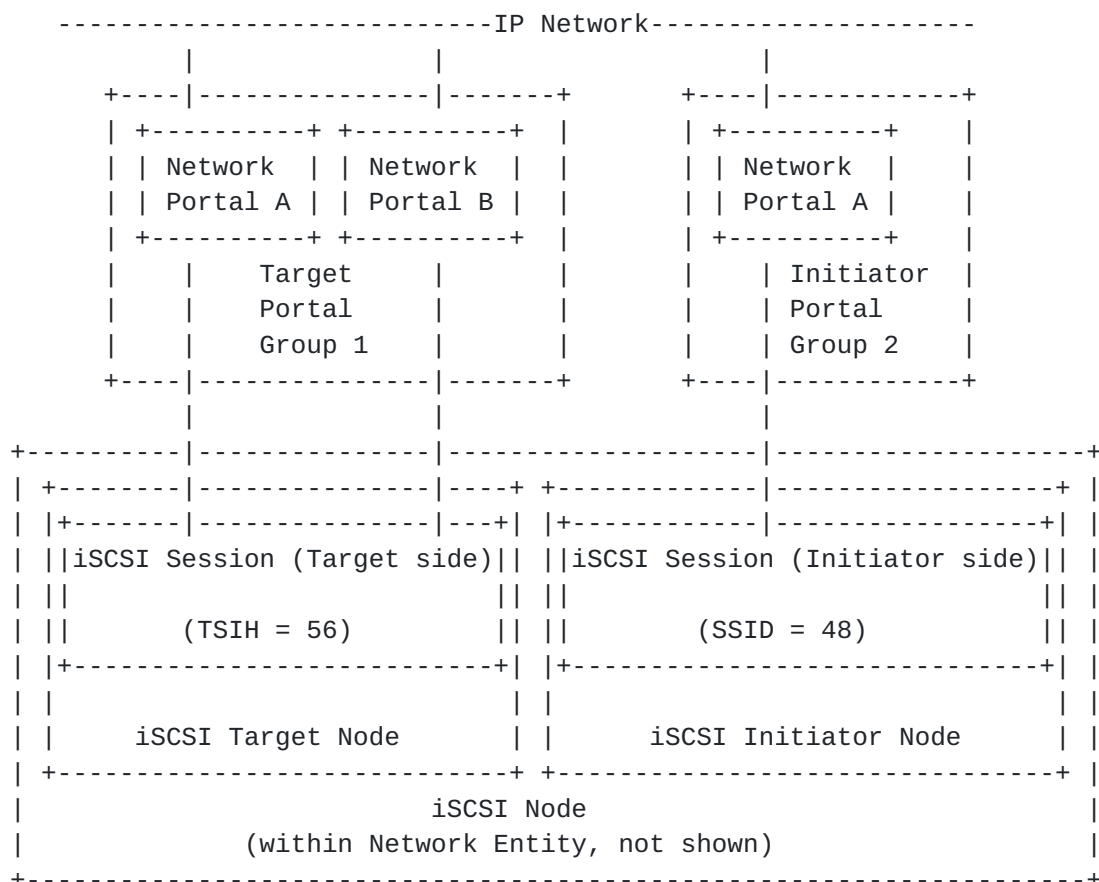 IP Network
Network Network Network
Portal A Portal B Portal A
Target Initiator
Portal Portal
Group 1 Group 2
iSCSI Session (Target side) iSCSI Session (Initiator side)
(TSIH = 56) (SSID = 48)
iSCSI Target Node iSCSI Initiator Node
iSCSI Node
(within Network Entity, not shown)